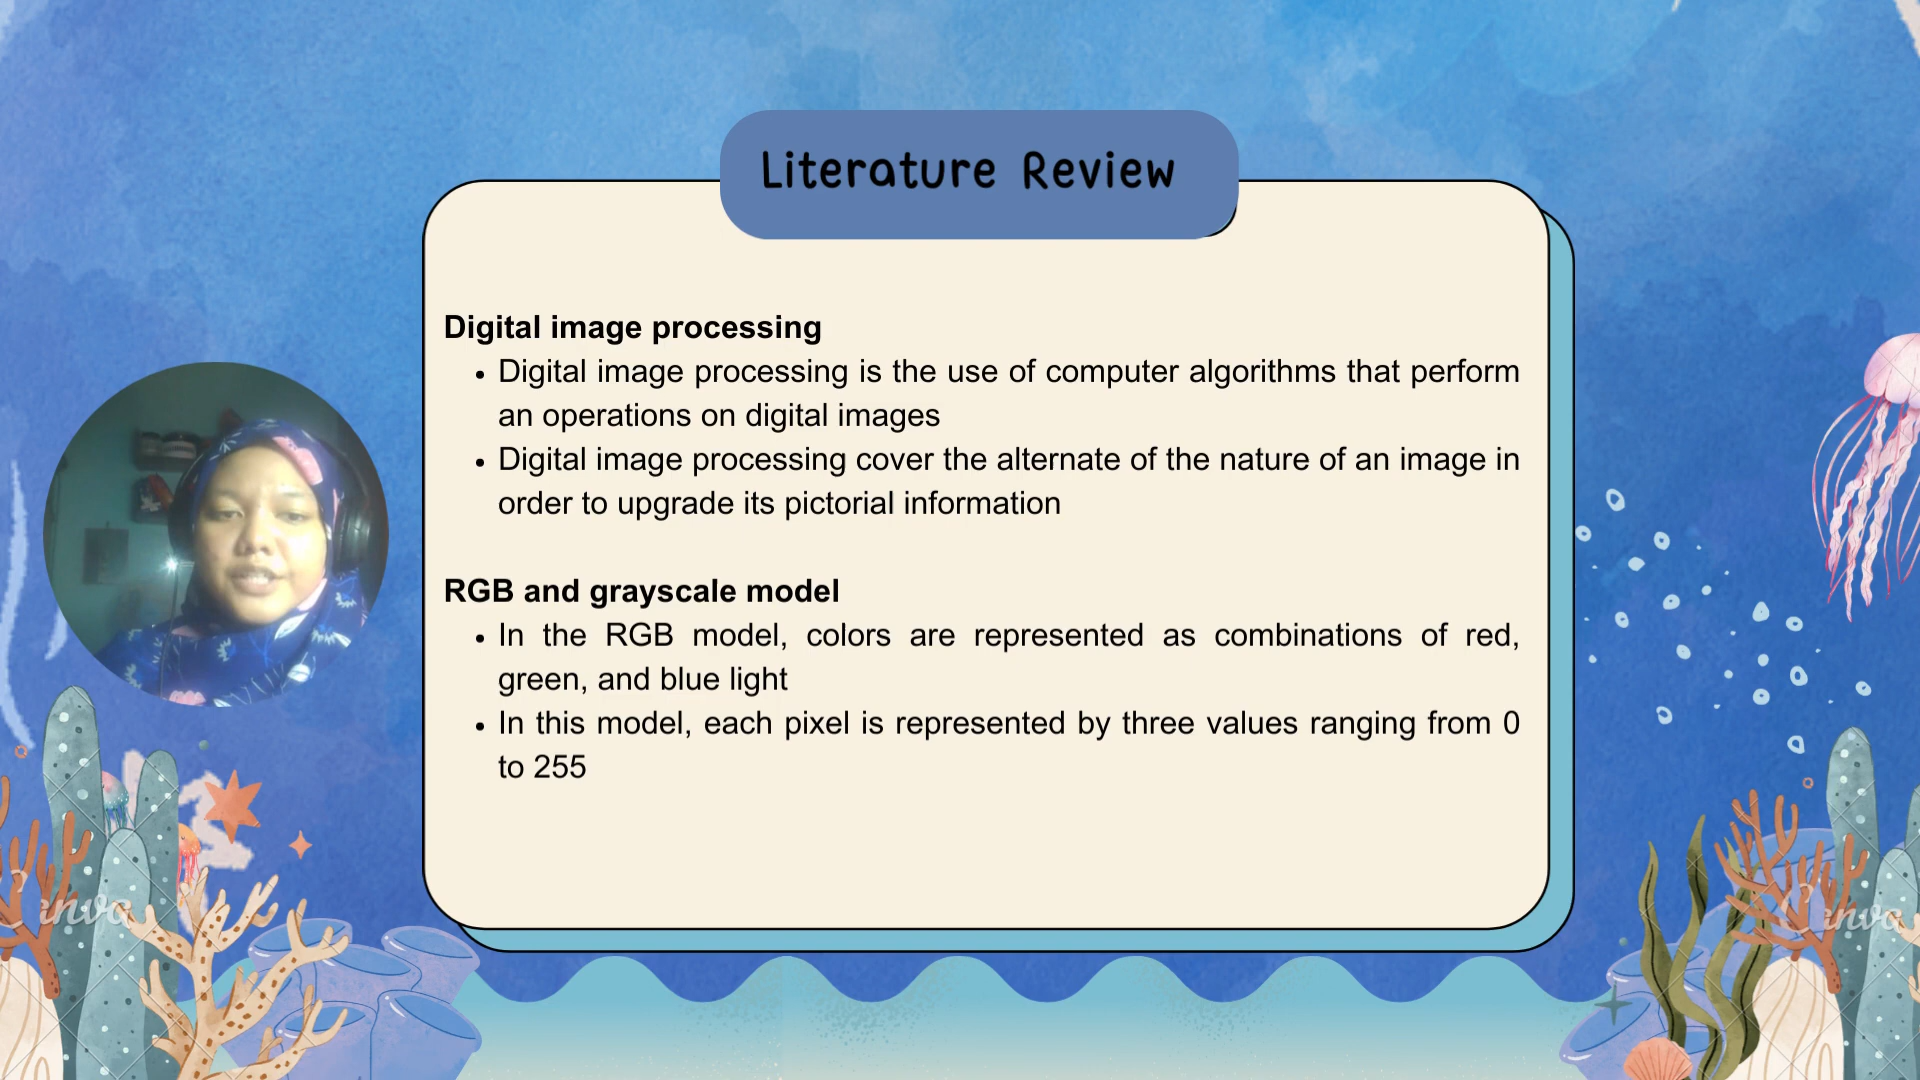 Literature Review
Digital image processing
• Digital image processing is the use of computer algorithms that perform
an operations on digital images
• Digital image processing cover the alternate of the nature of an image in
order to upgrade its pictorial information
RGB and grayscale model
• In the RGB model, colors are represented as combinations of red,
green, and blue light
• In this model, each pixel is represented by three values ranging from 0
to 255
Canva
Canva